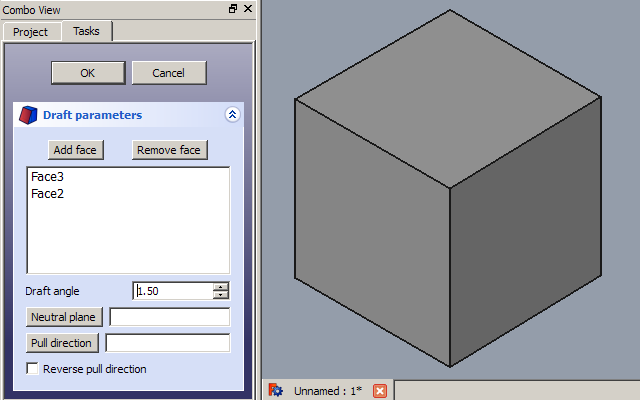 Combo View
Project
Tasks
OK
Cancel
Draft parameters
Add face
Remove face
Face3
Face2
Draft angle
1.50
Neutral plane
Pull direction
Reverse pull direction
Unnamed : 1*